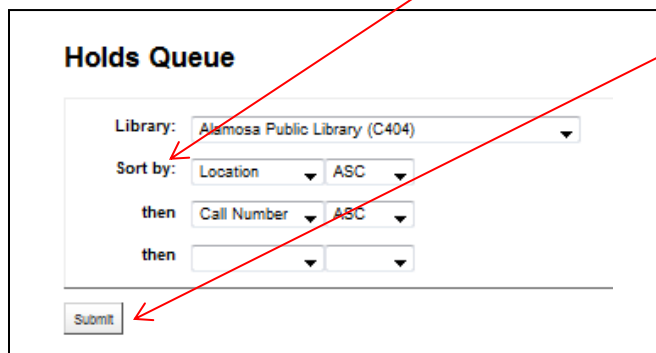 Holds Queue
Library: Alamosa Public Library (C404)
Sort by: Location ASC
then Call Number ASC
then
Submit